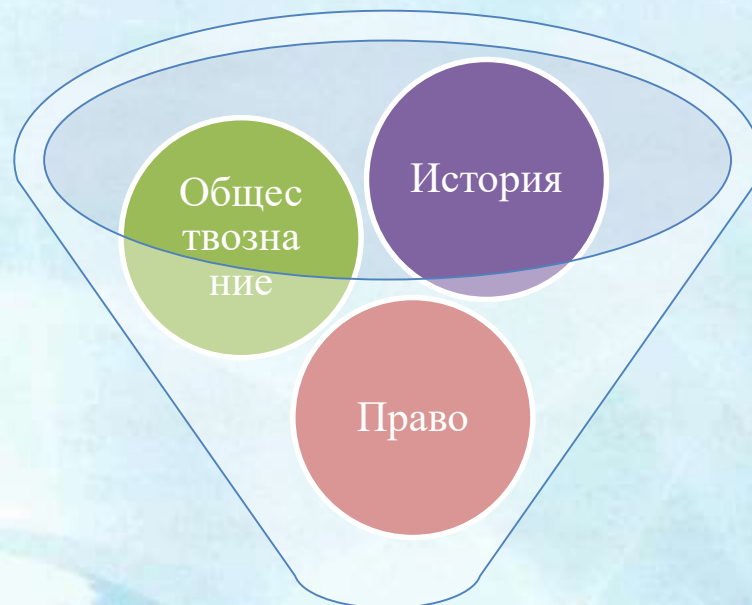 Общес
твозна
ние
История
Право